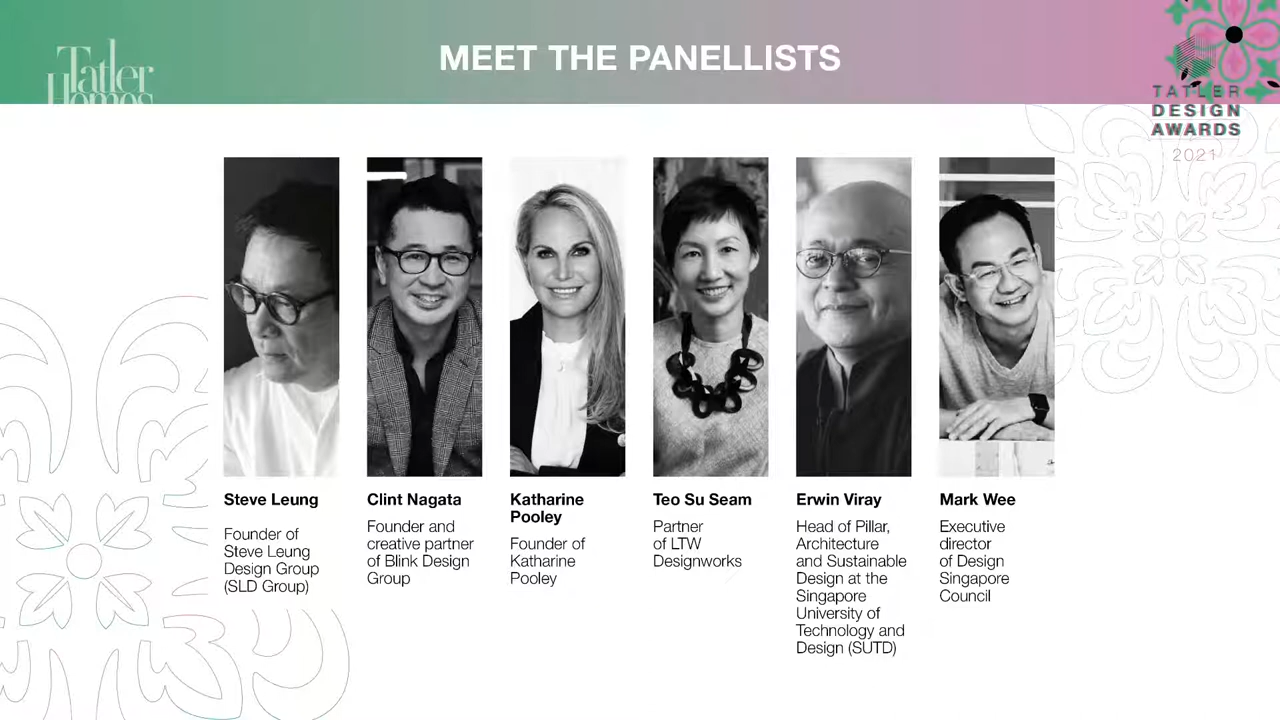 Tatler
Homes
MEET THE PANELLISTS
TATLER
DESIGN
AWARDS
2021
Steve Leung
Founder of
Steve Leung
Design Group
(SLD Group)
Clint Nagata
Founder and
creative partner
of Blink Design
Group
Katharine
Pooley
Founder of
Katharine
Pooley
Teo Su Seam
Partner
of LTW
Designworks
Erwin Viray
Head of Pillar,
Architecture
and Sustainable
Design at the
Singapore
University of
Technology and
Design (SUTD)
Mark Wee
Executive
director
of Design
Singapore
Council